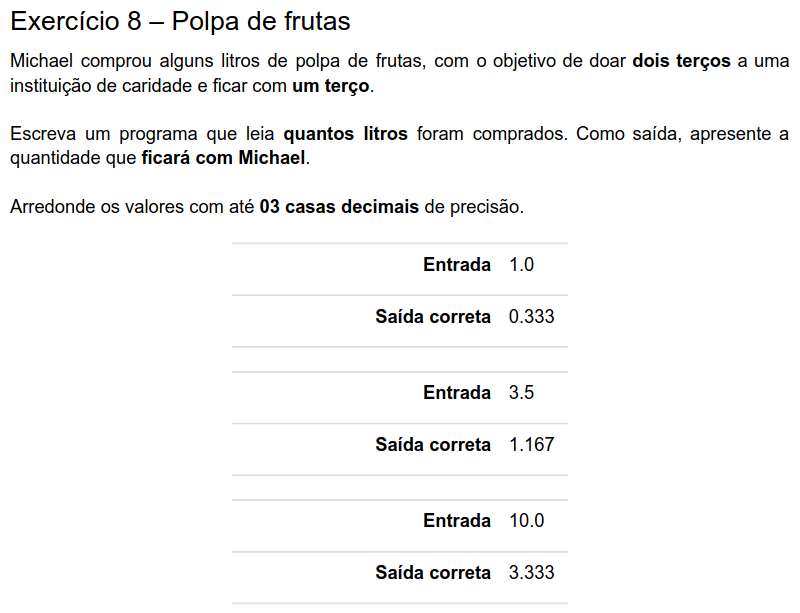 Exercício 8 – Polpa de frutas
Michael comprou alguns litros de polpa de frutas, com o objetivo de doar dois terços a uma
instituição de caridade e ficar com um terço.
Escreva um programa que leia quantos litros foram comprados. Como saída, apresente a
quantidade que ficará com Michael.
Arredonde os valores com até 03 casas decimais de precisão.
Entrada 1.0
Saída correta 0.333
Entrada 3.5
Saída correta 1.167
Entrada 10.0
Saída correta 3.333